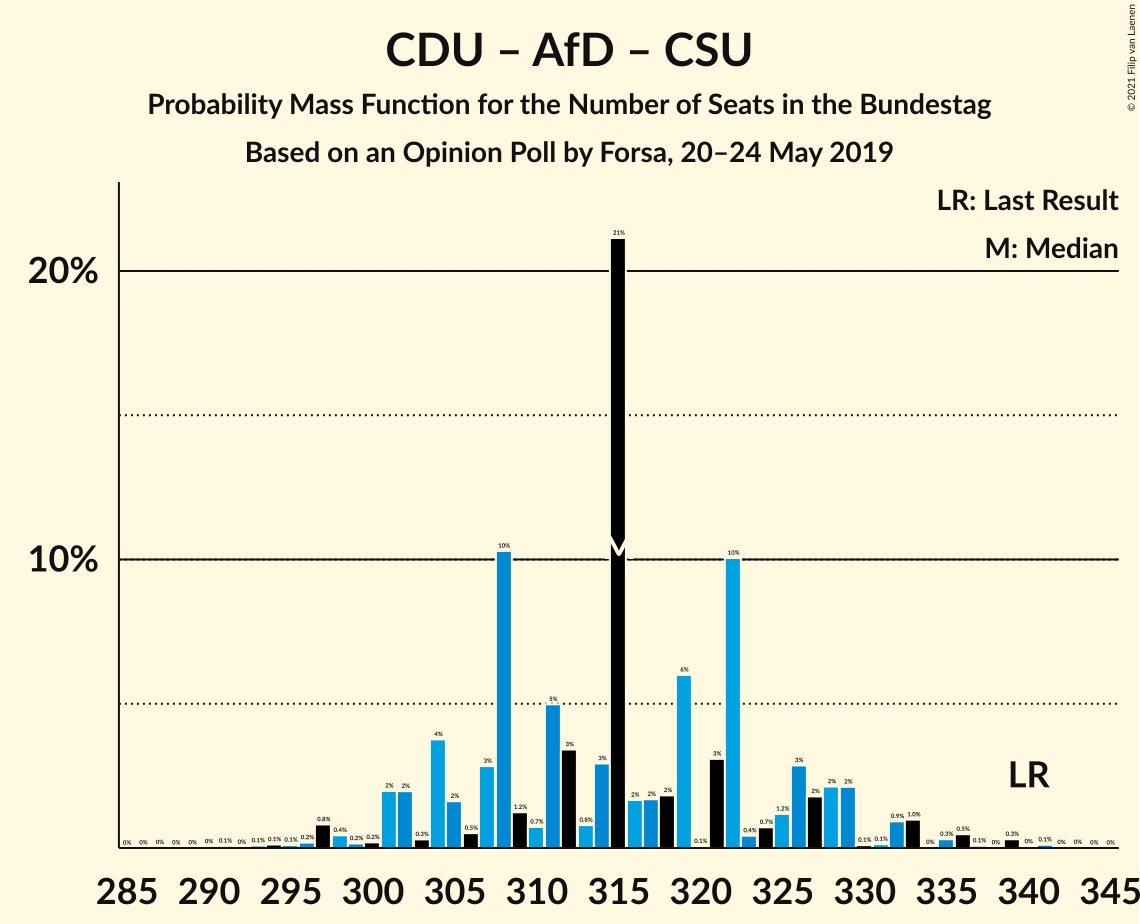 © 2021 Filip van Laenen
CDU – AfD – CSU
Probability Mass Function for the Number of Seats in the Bundestag
Based on an Opinion Poll by Forsa, 20–24 May 2019
LR: Last Result
M: Median
20%
10%
0% 0% 0% 0% 0% 0% 0.1% 0% 0.1% 0.1% 0.1% 0.2% 0.8% 0.4% 0.2% 0.2% 2% 2% 0.3% 4% 2% 0.5% 3% 10% 1.2% 0.7% 5% 3% 0.8% 3% 21% 2% 2% 2% 6% 0.1% 3% 10% 0.4% 0.7% 1.2% 3% 2% 2% 2% 0.1% 0.1% 0.9% 1.0% 0% 0.3% 0.5% 0.1% 0% 0.3% 0% 0.1% 0% 0% 0% 0%
M
LR
285 290 295 300 305 310 315 320 325 330 335 340 345